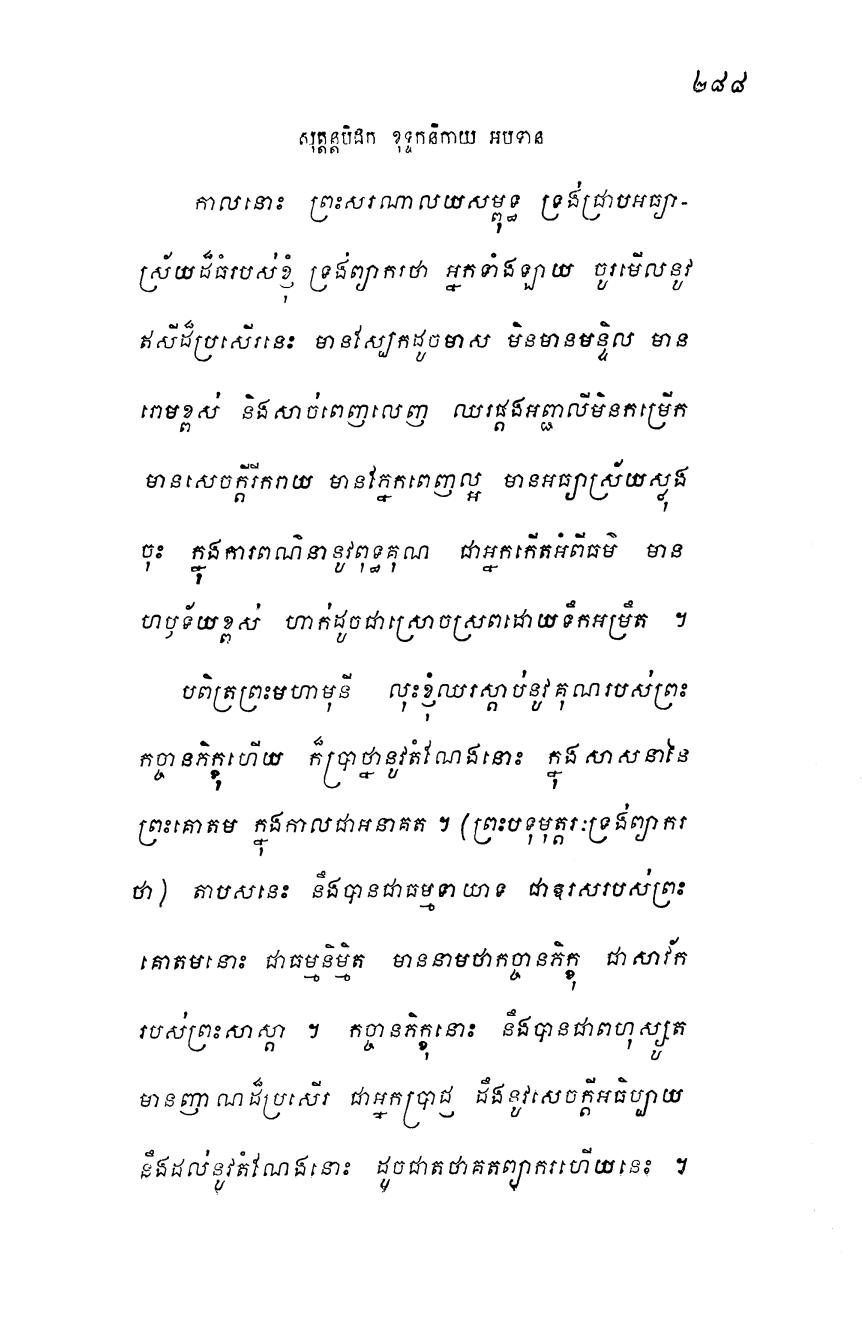 ២៨៨
សុត្តន្តបិដក ខុទ្ទកនិកាយ អបទាន
កាលនោះ ព្រះសរណាលយសម្ពុទ្ធ ទ្រង់ជ្រាបអធ្យា-
ស្រ័យដ៏ធំរបស់ខ្ញុំ ទ្រង់ព្យាករថា អ្នកទាំងឡាយ ចូរមើលនូវ
ឥសីដ៏ប្រសើរនេះ មានស្បែកដូចមាស មិនមានមន្ទិល មាន
រោមខ្ពស់ និងសាច់ពេញលេញ ឈរផ្គងអញ្ជលីមិនកម្រើក
មានសេចក្តីរីករាយ មានភ្នែកពេញល្អ មានអធ្យាស្រ័យស្ទុង
ចុះ ក្នុងការពណ៌នានូវពុទ្ធគុណ ជាអ្នកកើតអំពីធម៌ មាន
ហឫទ័យខ្ពស់ ហាក់ដូចជាស្រោចស្រពដោយទឹកអម្រឹត ។
បពិត្រព្រះមហាមុនី លុះខ្ញុំឈរស្តាប់នូវគុណរបស់ព្រះ
កច្ចានភិក្ខុហើយ ក៏ប្រាថ្នានូវតំណែងនោះ ក្នុងសាសនានៃ
ព្រះគោតម ក្នុងកាលជាអនាគត ។ (ព្រះបទុមុត្តរៈទ្រង់ព្យាករ
ថា) តាបសនេះ នឹងបានជាធម្មទាយាទ ជាឱរសរបស់ព្រះ
គោតមនោះ ជាធម្មនិម្មិត មាននាមថាកច្ចានភិក្ខុ ជាសាវ័ក
របស់ព្រះសាស្តា ។ កច្ចានភិក្ខុនោះ នឹងបានជាពហុស្សូត
មានញាណដ៏ប្រសើរ ជាអ្នកប្រាជ្ញ ដឹងនូវសេចក្តីអធិប្បាយ
នឹងដល់នូវតំណែងនោះ ដូចជាតថាគតព្យាករហើយនេះ ។